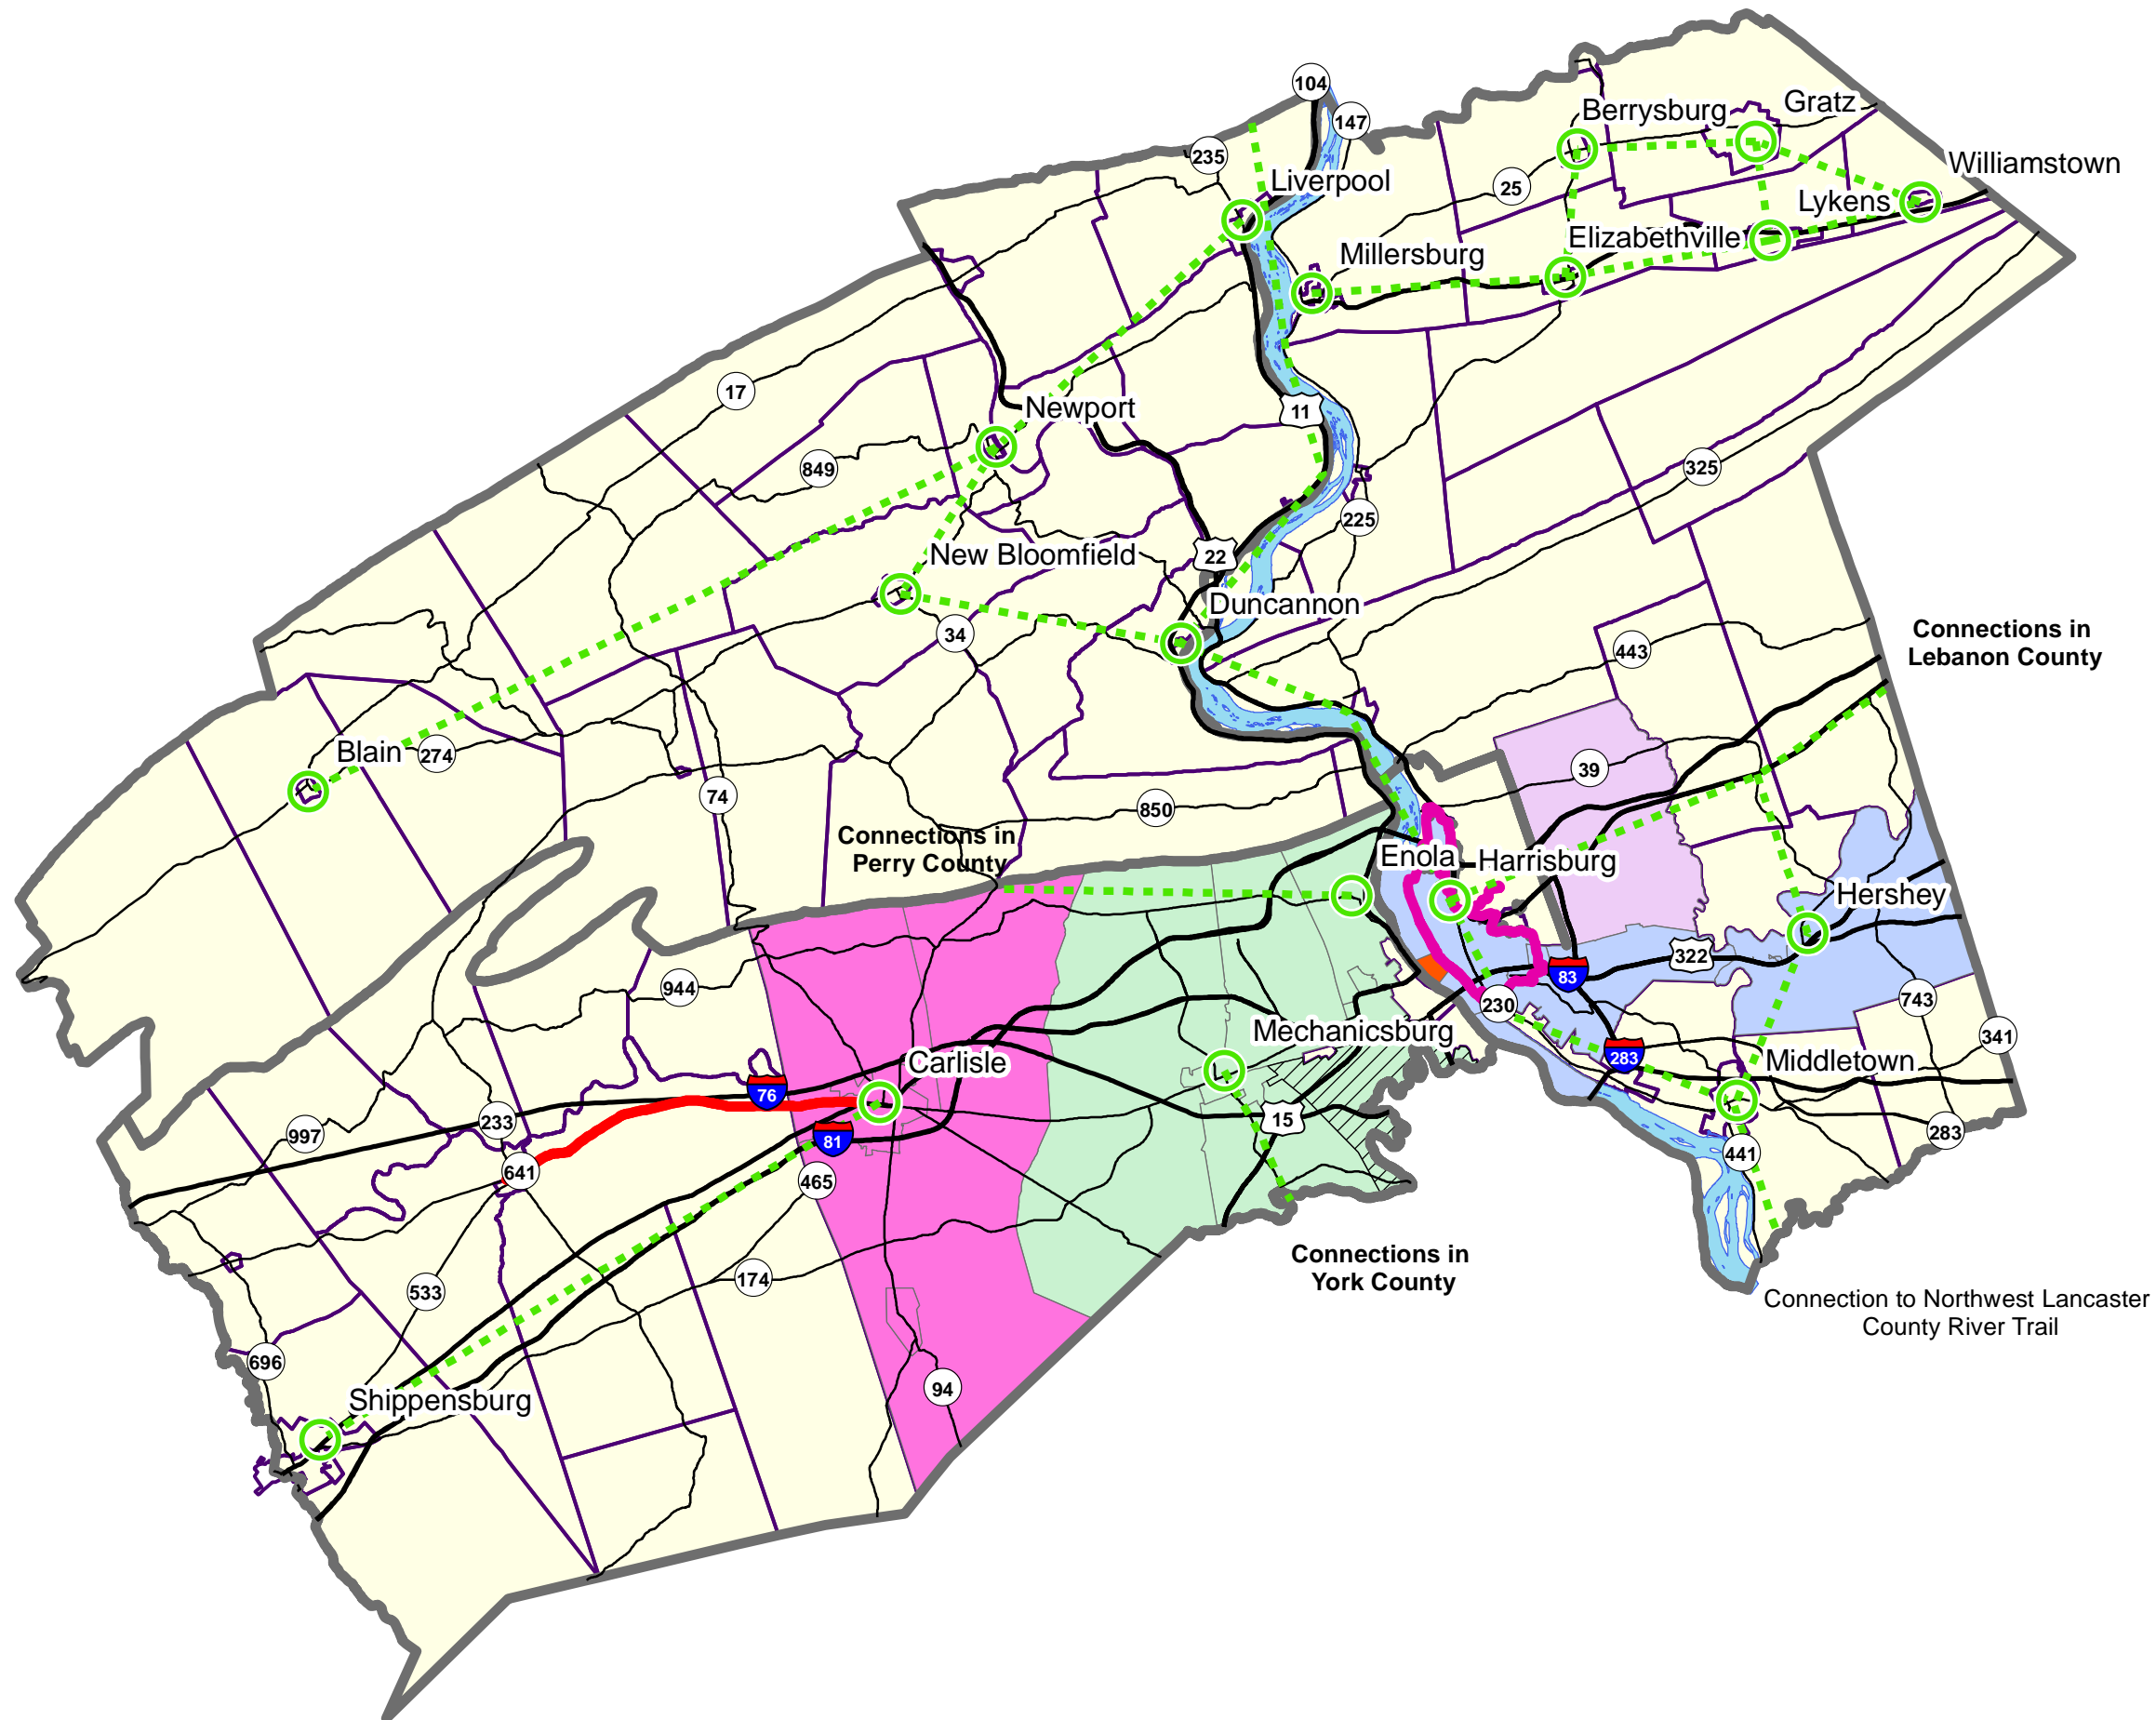 104
147
Berrysburg
Gratz
235
Williamstown
Liverpool
25
Lykens
Elizabethville
Millersburg
17
Newport
11
849
325
225
New Bloomfield
22
Duncannon
34
443
Connections in
Lebanon County
Blain
274
39
74
850
Connections in
Perry County
Enola
Harrisburg
Hershey
322
83
944
743
230
Mechanicsburg
341
Carlisle
283
Middletown
76
233
997
15
283
81
441
641
465
Connections in
York County
174
533
Connection to Northwest Lancaster
County River Trail
696
94
Shippensburg